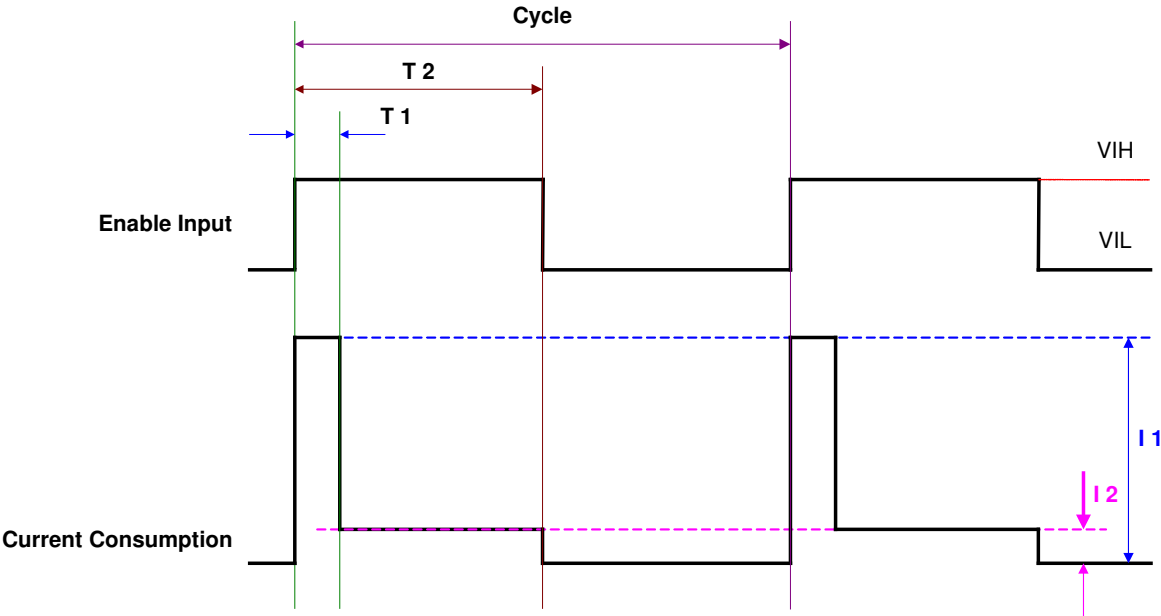 Cycle
T 2
T 1
VIH
Enable Input
VIL
I 1
I 2
Current Consumption